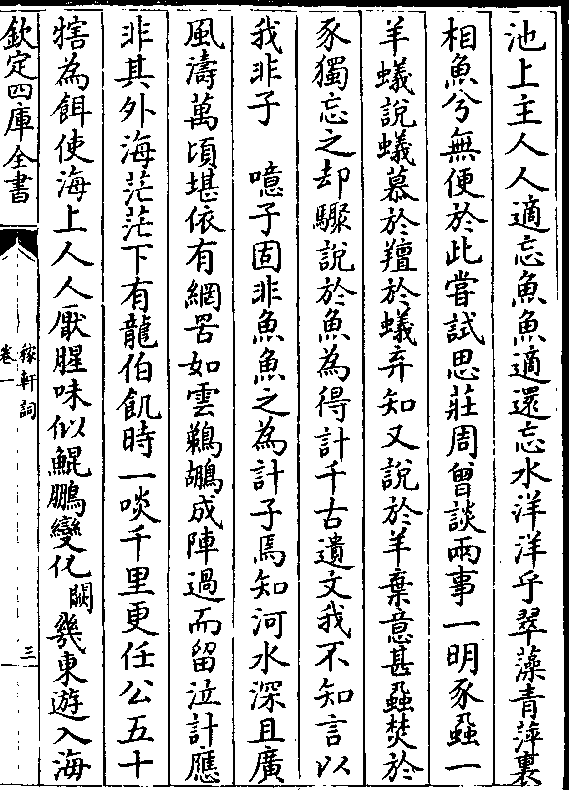 池上主人人適忘魚魚適還忘水洋洋乎翠藻青萍裏
相魚兮無便於此嘗試思莊周曾談兩事一明豕蝨一
羊蟻說蟻慕於羶於蟻弃知又說於羊棄意甚蝨焚於
豕獨忘之却驟說於魚為得計千古遺文我不知言以
我非子　噫子固非魚魚之為計子焉知河水深且廣
風濤萬頃堪依有網罟如雲鵜鶘成陣過而留泣計應
非其外海茫茫下有龍伯飢時一啖千里更任公五十
犗為餌使海上人人厭腥味似鯤鵬變化闕幾東遊入海
欽定四庫全書
稼軒詞
卷一
三